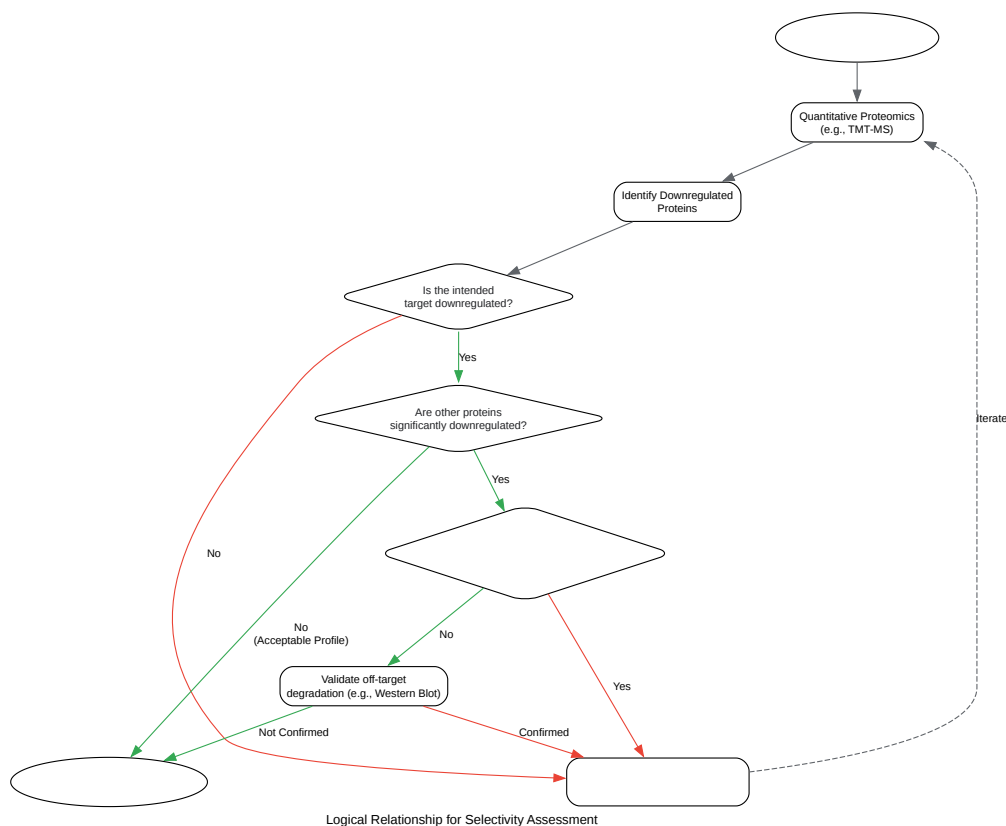 Quantitative Proteomics
(e.g., TMT-MS)
Identify Downregulated
Proteins
Is the intended
target downregulated?
Yes
Are other proteins
significantly downregulated?
Iterate
Yes
No
No
(Acceptable Profile)
No
Validate off-target
degradation (e.g., Western Blot)
Yes
Not Confirmed
Confirmed
Logical Relationship for Selectivity Assessment